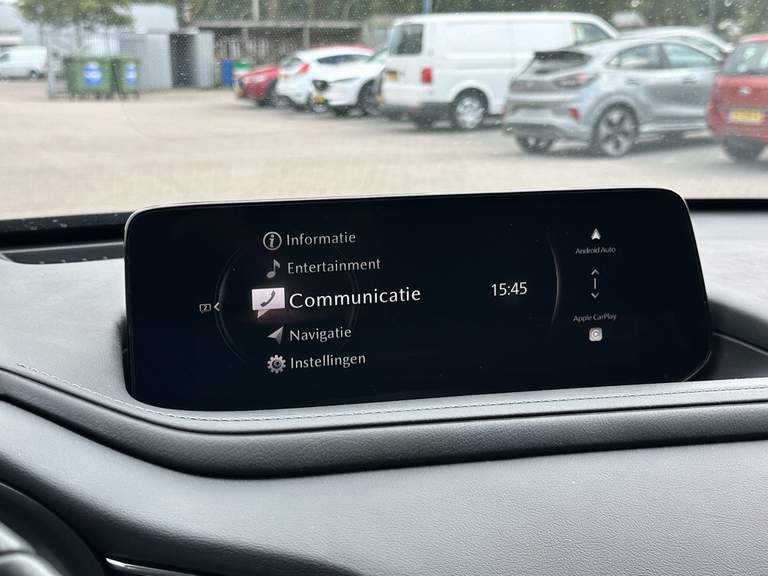 Informatie
Entertainment
Communicatie
Navigatie
Instellingen
15:45
Android Auto
Apple CarPlay